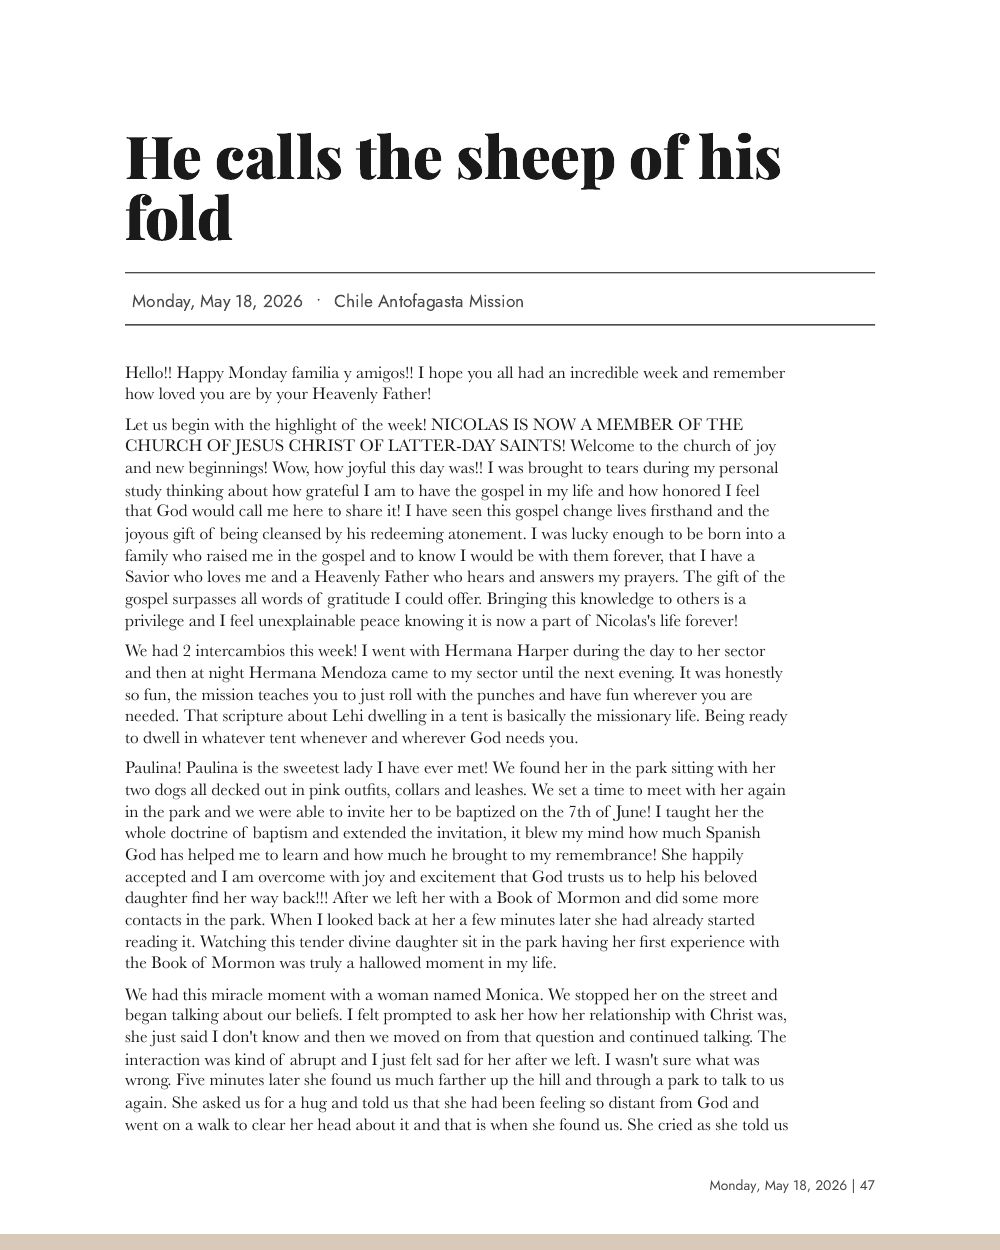 He calls the sheep of his
fold
Monday, May 18, 2026 · Chile Antofagasta Mission
Hello!! Happy Monday familia y amigos!! I hope you all had an incredible week and remember
how loved you are by your Heavenly Father!
Let us begin with the highlight of the week! NICOLAS IS NOW A MEMBER OF THE
CHURCH OF JESUS CHRIST OF LATTER-DAY SAINTS! Welcome to the church of joy
and new beginnings! Wow, how joyful this day was!! I was brought to tears during my personal
study thinking about how grateful I am to have the gospel in my life and how honored I feel
that God would call me here to share it! I have seen this gospel change lives firsthand and the
joyous gift of being cleansed by his redeeming atonement. I was lucky enough to be born into a
family who raised me in the gospel and to know I would be with them forever, that I have a
Savior who loves me and a Heavenly Father who hears and answers my prayers. The gift of the
gospel surpasses all words of gratitude I could offer. Bringing this knowledge to others is a
privilege and I feel unexplainable peace knowing it is now a part of Nicolas's life forever!
We had 2 intercambios this week! I went with Hermana Harper during the day to her sector
and then at night Hermana Mendoza came to my sector until the next evening. It was honestly
so fun, the mission teaches you to just roll with the punches and have fun wherever you are
needed. That scripture about Lehi dwelling in a tent is basically the missionary life. Being ready
to dwell in whatever tent whenever and wherever God needs you.
Paulina! Paulina is the sweetest lady I have ever met! We found her in the park sitting with her
two dogs all decked out in pink outfits, collars and leashes. We set a time to meet with her again
in the park and we were able to invite her to be baptized on the 7th of June! I taught her the
whole doctrine of baptism and extended the invitation, it blew my mind how much Spanish
God has helped me to learn and how much he brought to my remembrance! She happily
accepted and I am overcome with joy and excitement that God trusts us to help his beloved
daughter find her way back!!! After we left her with a Book of Mormon and did some more
contacts in the park. When I looked back at her a few minutes later she had already started
reading it. Watching this tender divine daughter sit in the park having her first experience with
the Book of Mormon was truly a hallowed moment in my life.
We had this miracle moment with a woman named Monica. We stopped her on the street and
began talking about our beliefs. I felt prompted to ask her how her relationship with Christ was,
she just said I don't know and then we moved on from that question and continued talking. The
interaction was kind of abrupt and I just felt sad for her after we left. I wasn't sure what was
wrong. Five minutes later she found us much farther up the hill and through a park to talk to us
again. She asked us for a hug and told us that she had been feeling so distant from God and
went on a walk to clear her head about it and that is when she found us. She cried as she told us
Monday, May 18, 2026 | 47